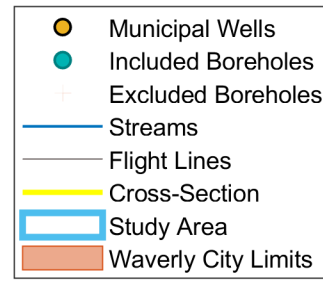 Municipal Wells
Included Boreholes
Excluded Boreholes
Streams
Flight Lines
Cross-Section
Study Area
Waverly City Limits